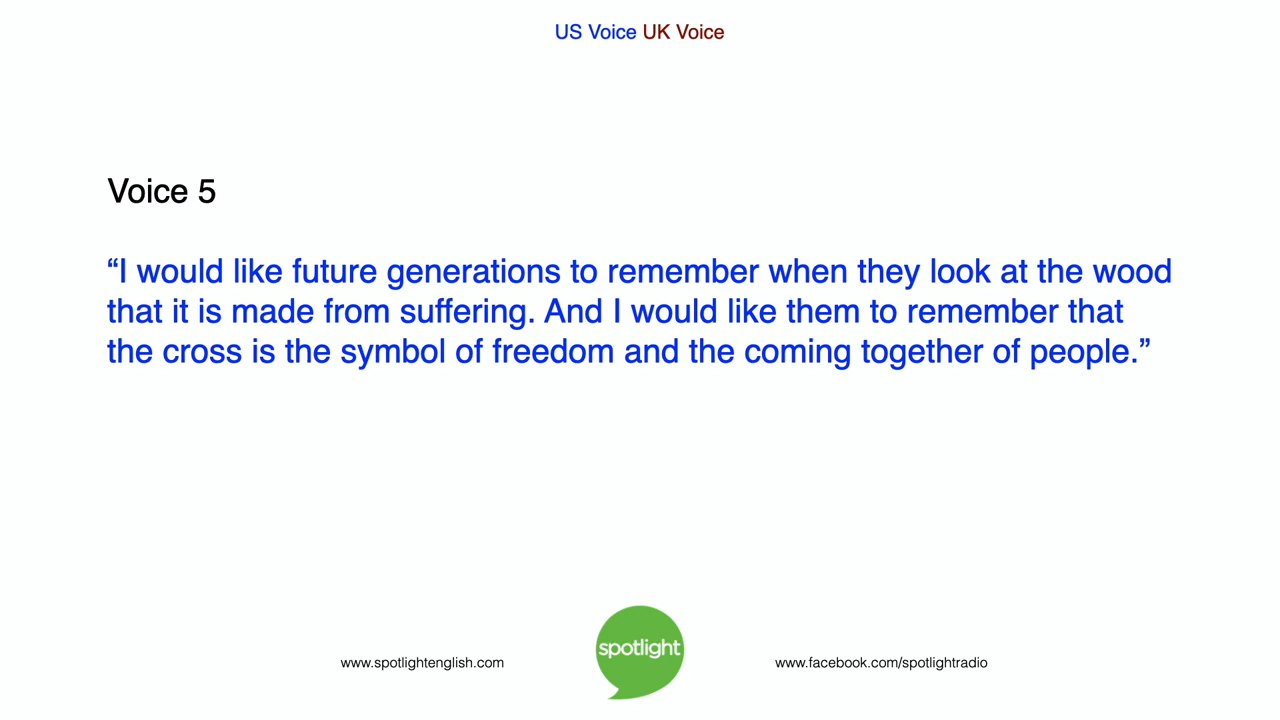 US Voice UK Voice
Voice 5
“I would like future generations to remember when they look at the wood
that it is made from suffering. And I would like them to remember that
the cross is the symbol of freedom and the coming together of people.”
www.spotlightenglish.com
spotlight
www.facebook.com/spotlightradio